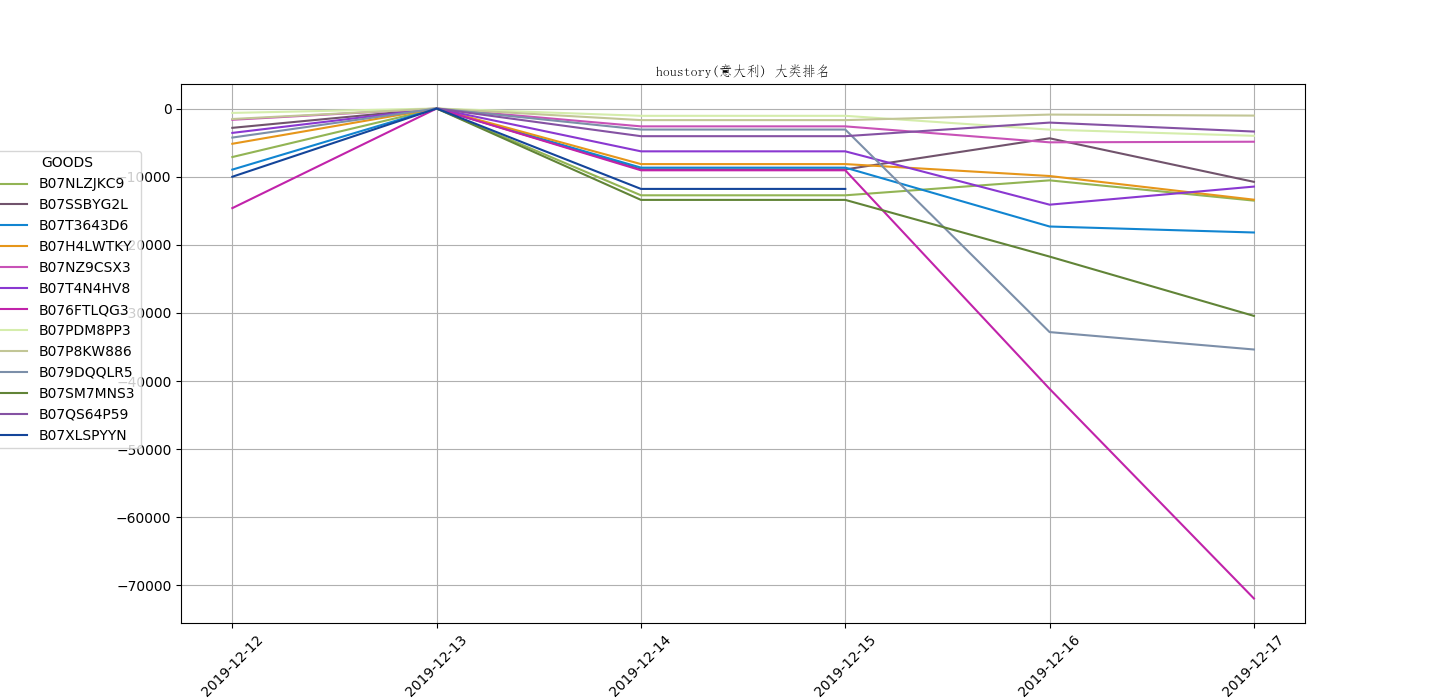 houstory(意大利) 大类排名
0
−10000
−20000
−30000
−40000
−50000
−60000
−70000
GOODS
B07NLZJKC9
B07SSBYG2L
B07T3643D6
B07H4LWTKY
B07NZ9CSX3
B07T4N4HV8
B076FTLQG3
B07PDM8PP3
B07P8KW886
B079DQQLR5
B07SM7MNS3
B07QS64P59
B07XLSPYYN
2019-12-12
2019-12-13
2019-12-14
2019-12-15
2019-12-16
2019-12-17